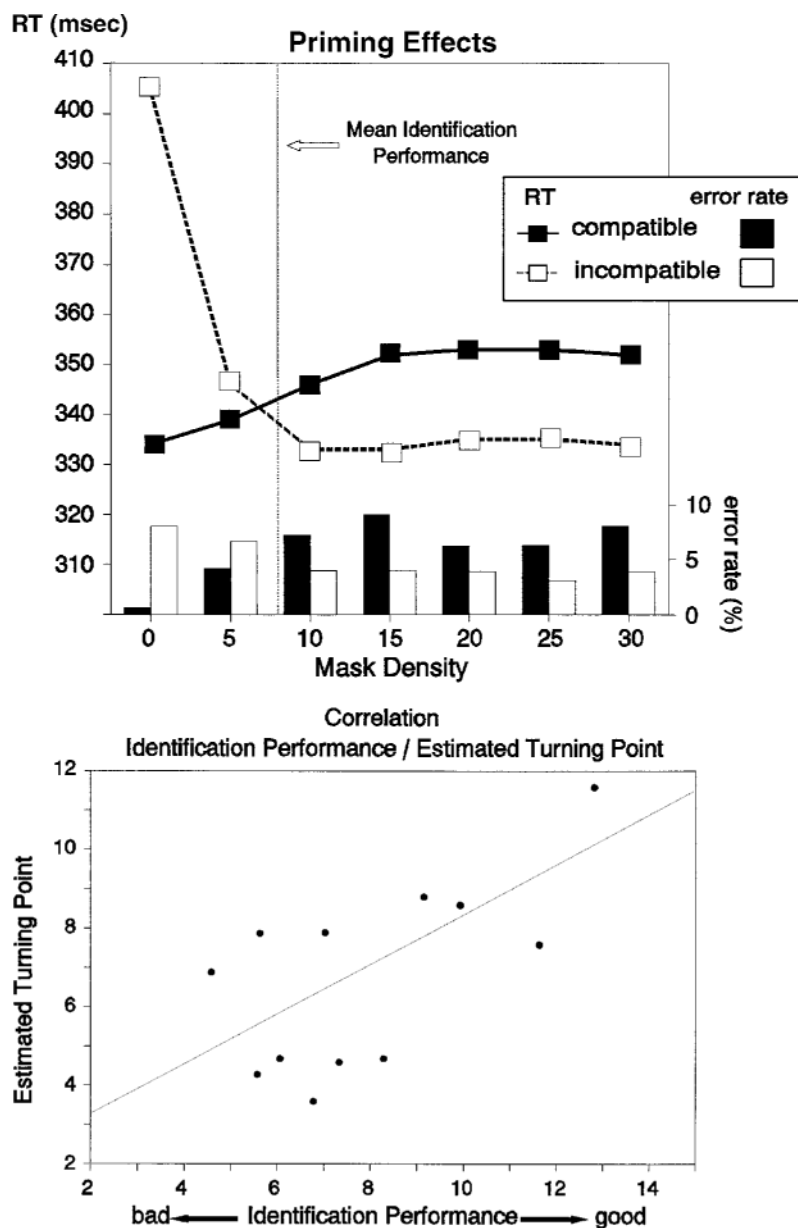 RT (msec)
Priming Effects
410
400
390
380
370
360
350
340
330
320
310
Mean Identification
Performance
RT error rate
compatible
incompatible
10
5
0
error rate (%)
0 5 10 15 20 25 30
Mask Density
Correlation
Identification Performance / Estimated Turning Point
12
10
8
6
4
2
Estimated Turning Point
2 4 6 8 10 12 14
bad Identification Performance good